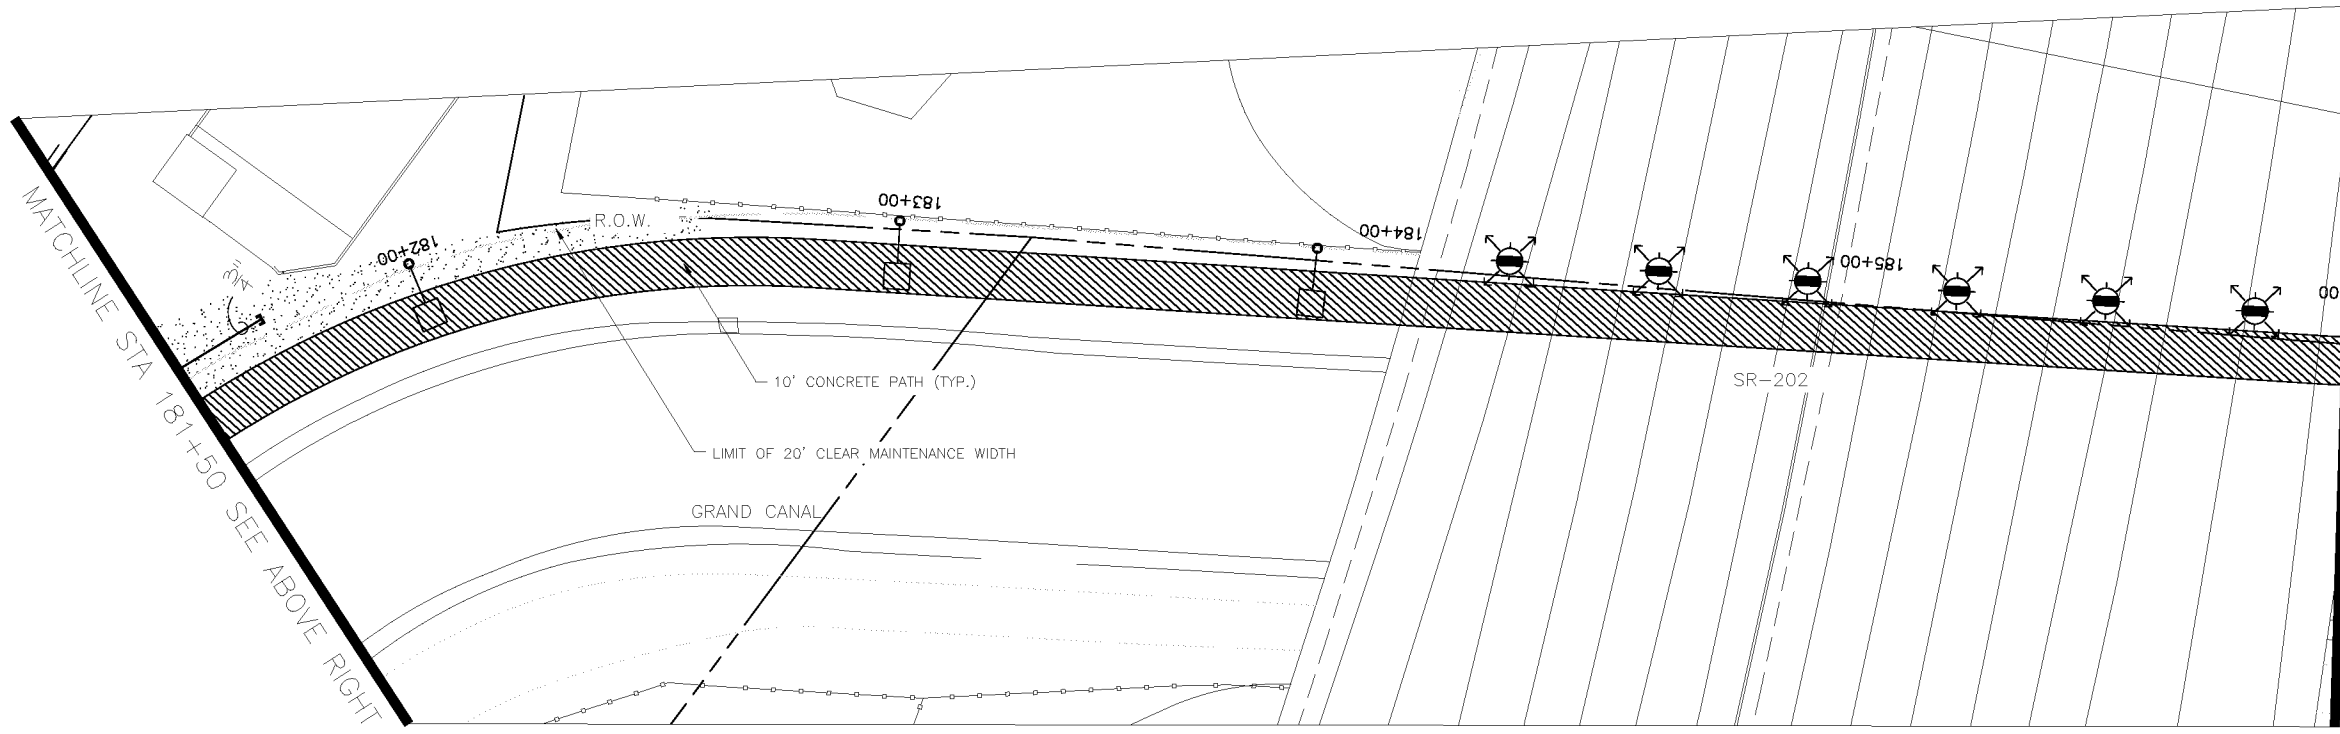 183+00
184+00
182+00
R.O.W.
3/4"
185+00
00
10' CONCRETE PATH (TYP.)
SR-202
LIMIT OF 20' CLEAR MAINTENANCE WIDTH
GRAND CANAL
MATCHLINE STA 181+50 SEE ABOVE RIGHT